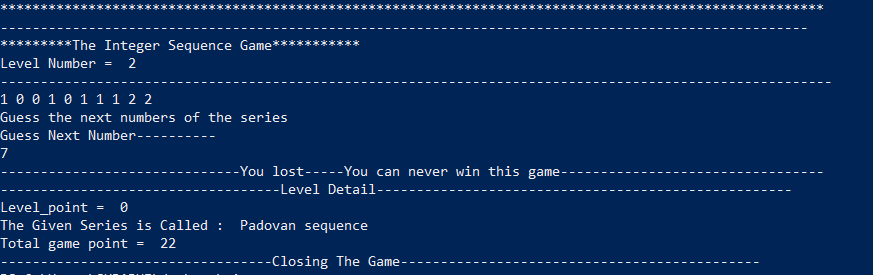 *******************************************************************************************************
-----------------------------------------------------------------------------------------------------
*********The Integer Sequence Game***********
Level Number =  2
--------------------------------------------------------------------------------------------------------
1 0 0 1 0 1 1 1 2 2
Guess the next numbers of the series
Guess Next Number----------
7
------------------------------You lost-----You can never win this game---------------------------------
-----------------------------------Level Detail----------------------------------------------------
Level_point =  0
The Given Series is Called :  Padovan sequence
Total game point =  22
----------------------------------Closing The Game---------------------------------------------